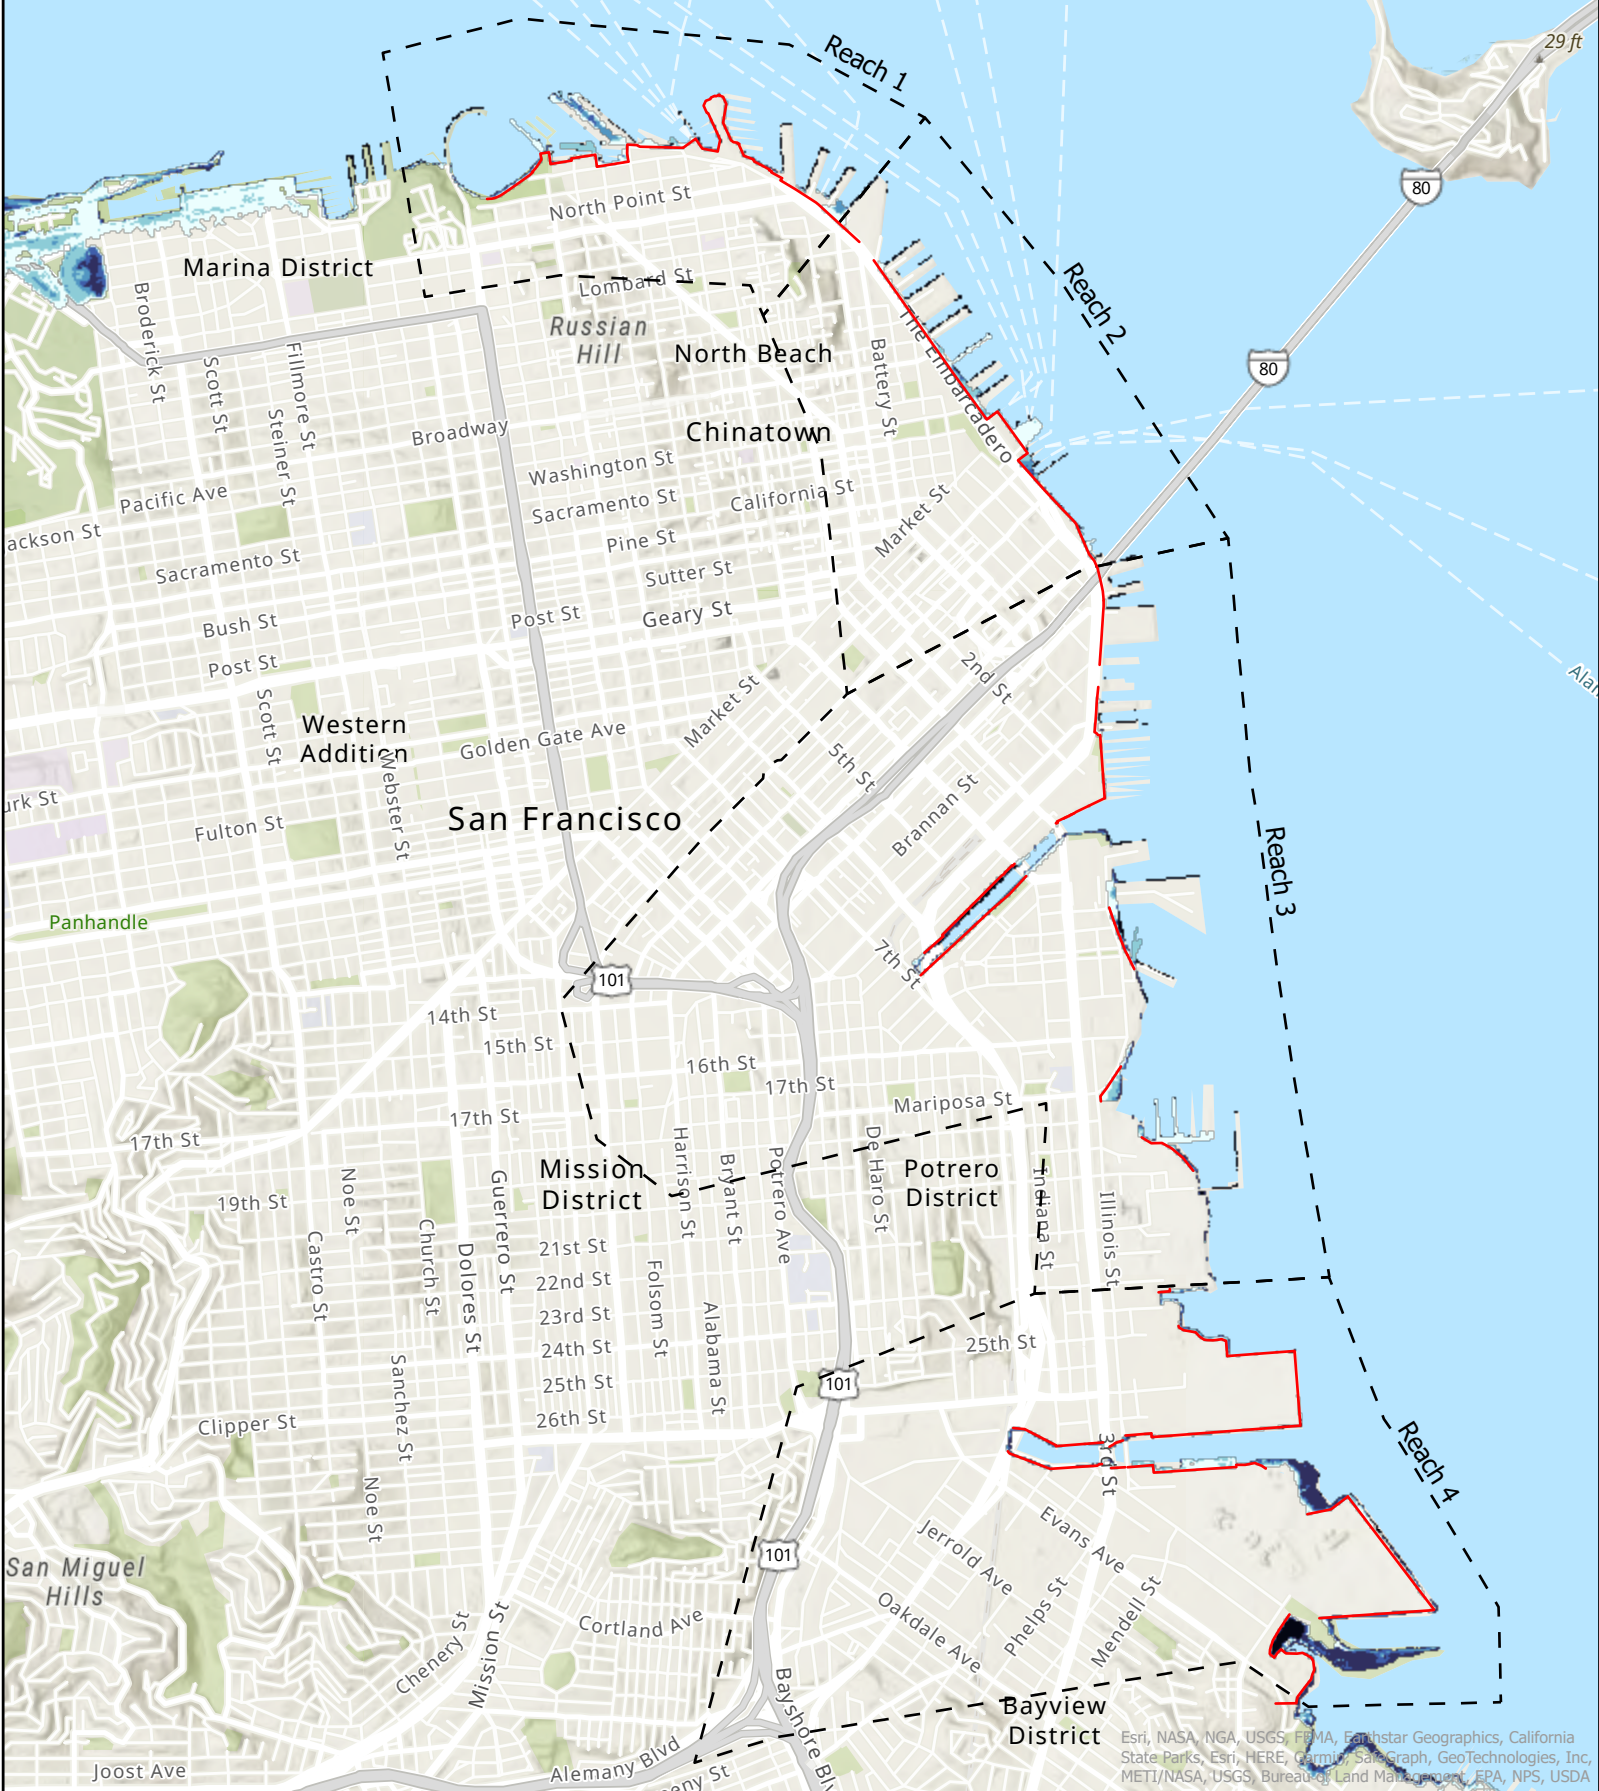 29 ft
Reach 1
80
North Point St
Marina District
Lombard St
Reach 2
Broderick St
Russian
Hill
The Embarcadero
North Beach
Battery St
80
Scott St
Fillmore St
Steiner St
Broadway
Chinatown
Washington St
Pacific Ave
Sacramento St
California St
Market St
ackson St
Pine St
Sacramento St
Sutter St
Geary St
Post St
Bush St
Post St
2nd St
Alan
Scott St
Western
Addition
Market St
Golden Gate Ave
5th St
Webster St
urk St
Brannan St
San Francisco
Fulton St
Reach 3
Panhandle
7th St
101
14th St
15th St
16th St
17th St
Mariposa St
17th St
17th St
Harrison St
Bryant St
Potrero Ave
De Haro St
Mission
District
Potrero
District
Indiana St
Illinois St
19th St
Noe St
Castro St
Church St
Guerrero St
Dolores St
21st St
22nd St
23rd St
24th St
25th St
26th St
Folsom St
Alabama St
25th St
101
Sanchez St
Clipper St
3rd St
Reach 4
Noe St
101
Evans Ave
Jerrold Ave
San Miguel
Hills
Oakdale Ave
Phelps St
Mendell St
Cortland Ave
Chenery St
Mission St
Bayshore Blv
Bayview
District
Alemany Blvd
eny St
Joost Ave
Esri, NASA, NGA, USGS, FEMA, Earthstar Geographics, California
State Parks, Esri, HERE, Garmin, SafeGraph, GeoTechnologies, Inc,
METI/NASA, USGS, Bureau of Land Management, EPA, NPS, USDA